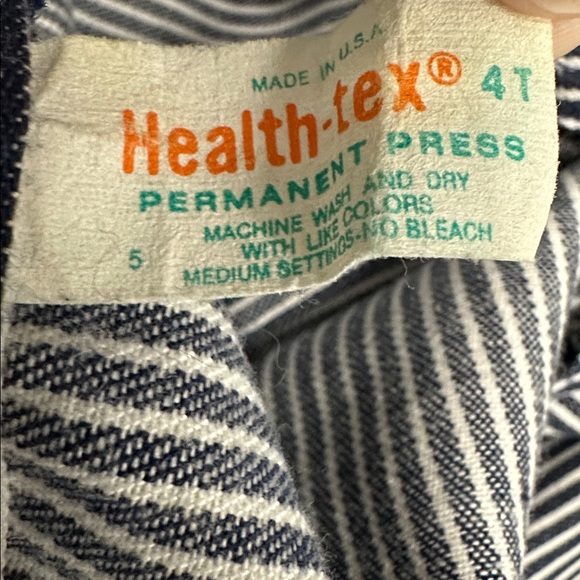 MADE IN U.S.A.
Health-tex® 4T
PERMANENT PRESS
MACHINE WASH AND DRY
WITH LIKE COLORS
5 MEDIUM SETTINGS-NO BLEACH